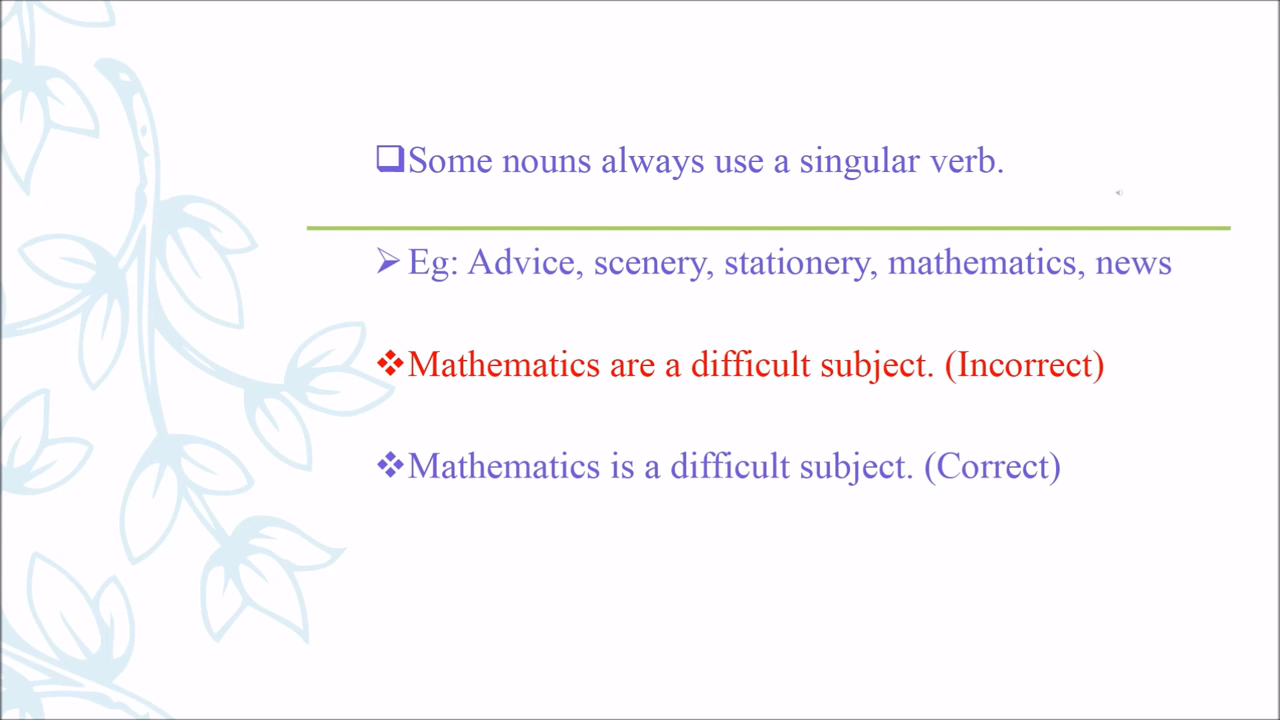 Some nouns always use a singular verb.
Eg: Advice, scenery, stationery, mathematics, news
Mathematics are a difficult subject. (Incorrect)
Mathematics is a difficult subject. (Correct)